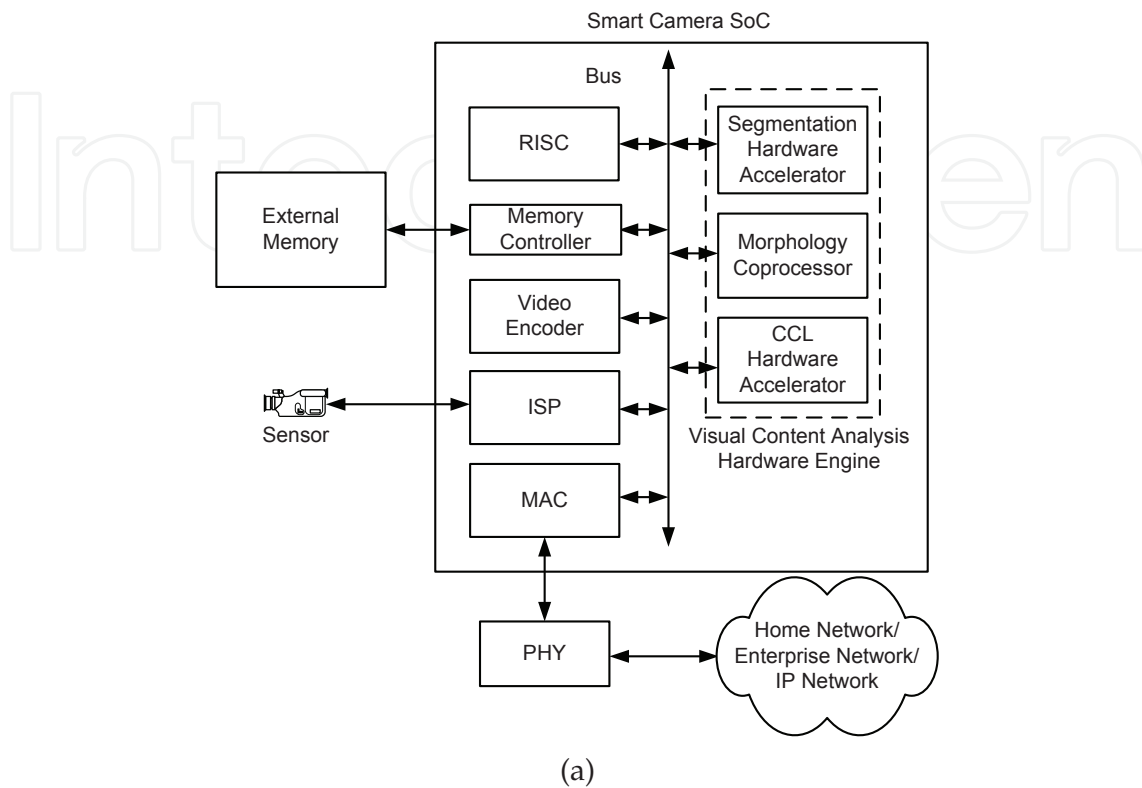 Smart Camera SoC
Bus
RISC
Segmentation
Hardware
Accelerator
External
Memory
Memory
Controller
Morphology
Coprocessor
Video
Encoder
CCL
Hardware
Accelerator
ISP
Sensor
Visual Content Analysis
Hardware Engine
MAC
PHY
Home Network/
Enterprise Network/
IP Network
(a)